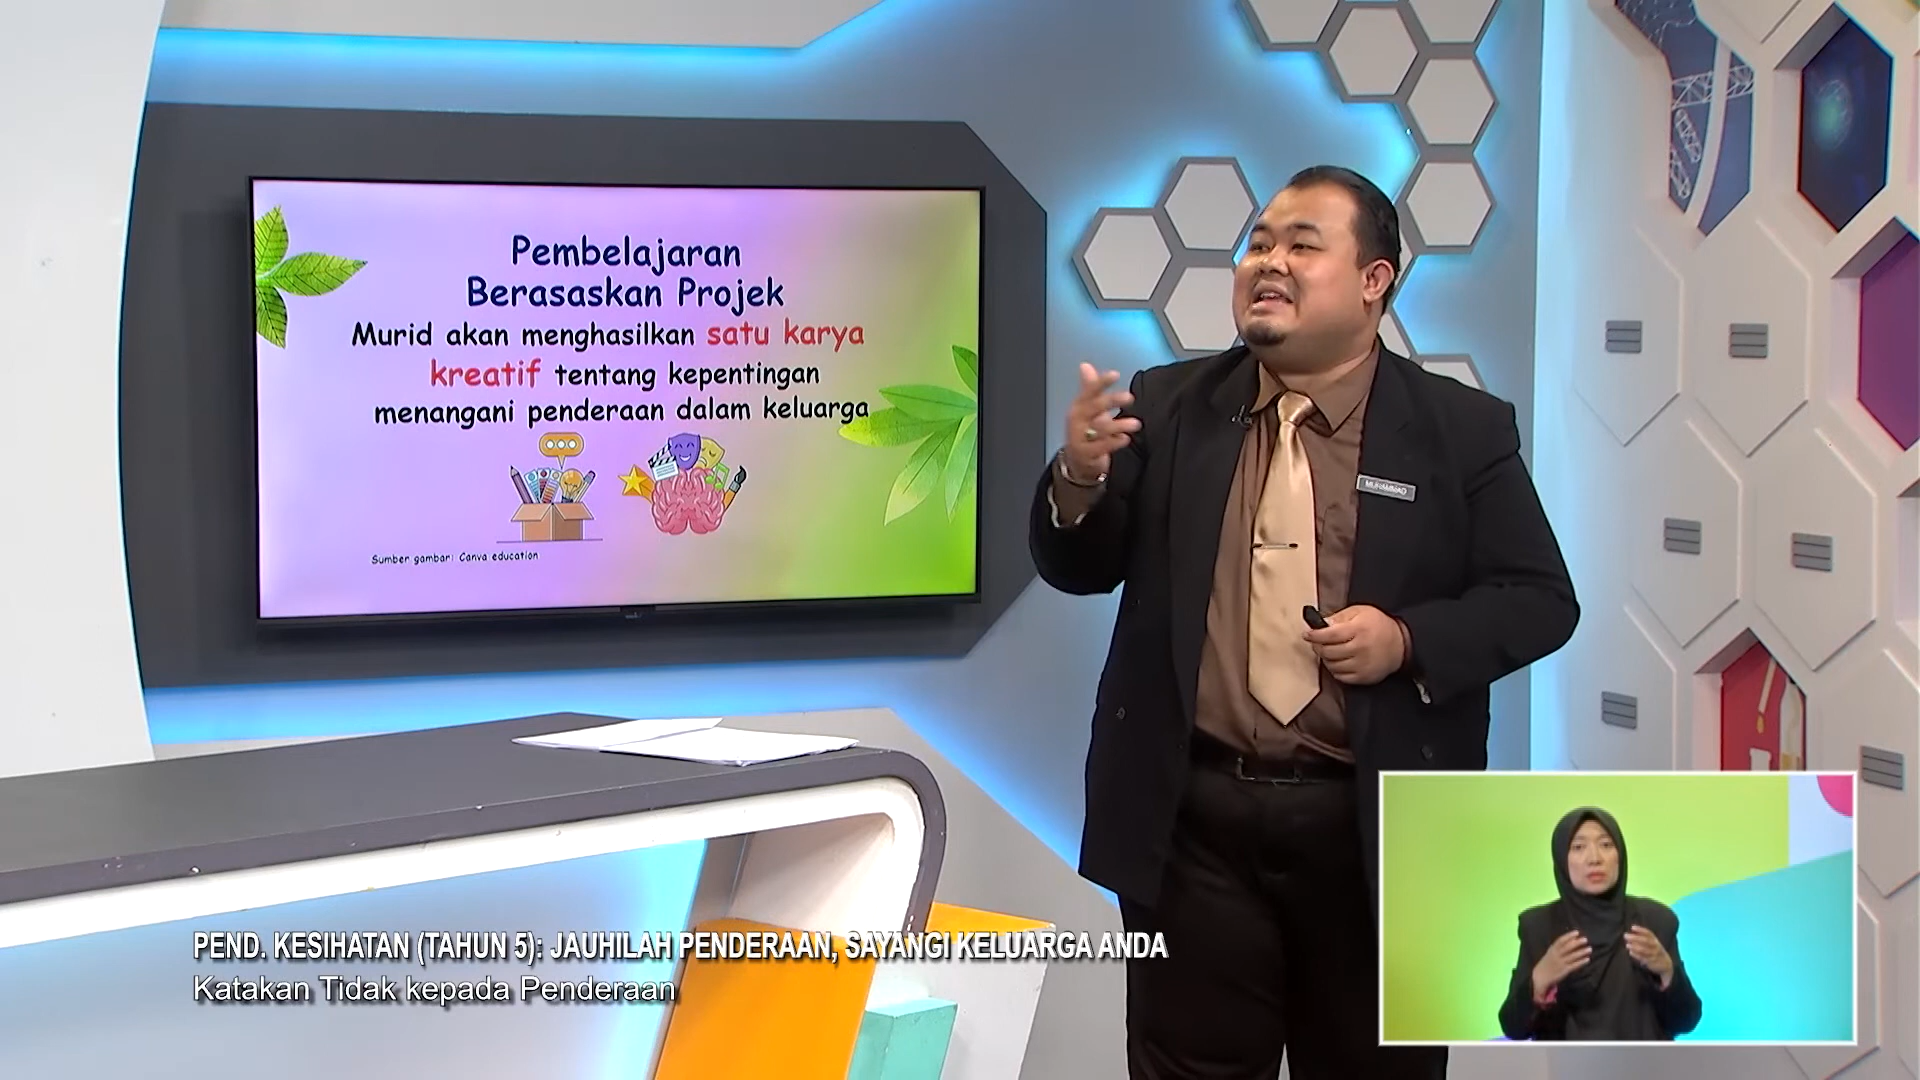 Pembelajaran
Berasaskan Projek
Murid akan menghasilkan satu karya
kreatif tentang kepentingan
menangani penderaan dalam keluarga
Sumber gambar: Canva education
MUHAMMAD
PEND. KESIHATAN (TAHUN 5): JAUHILAH PENDERAAN, SAYANGI KELUARGA ANDA
Katakan Tidak kepada Penderaan